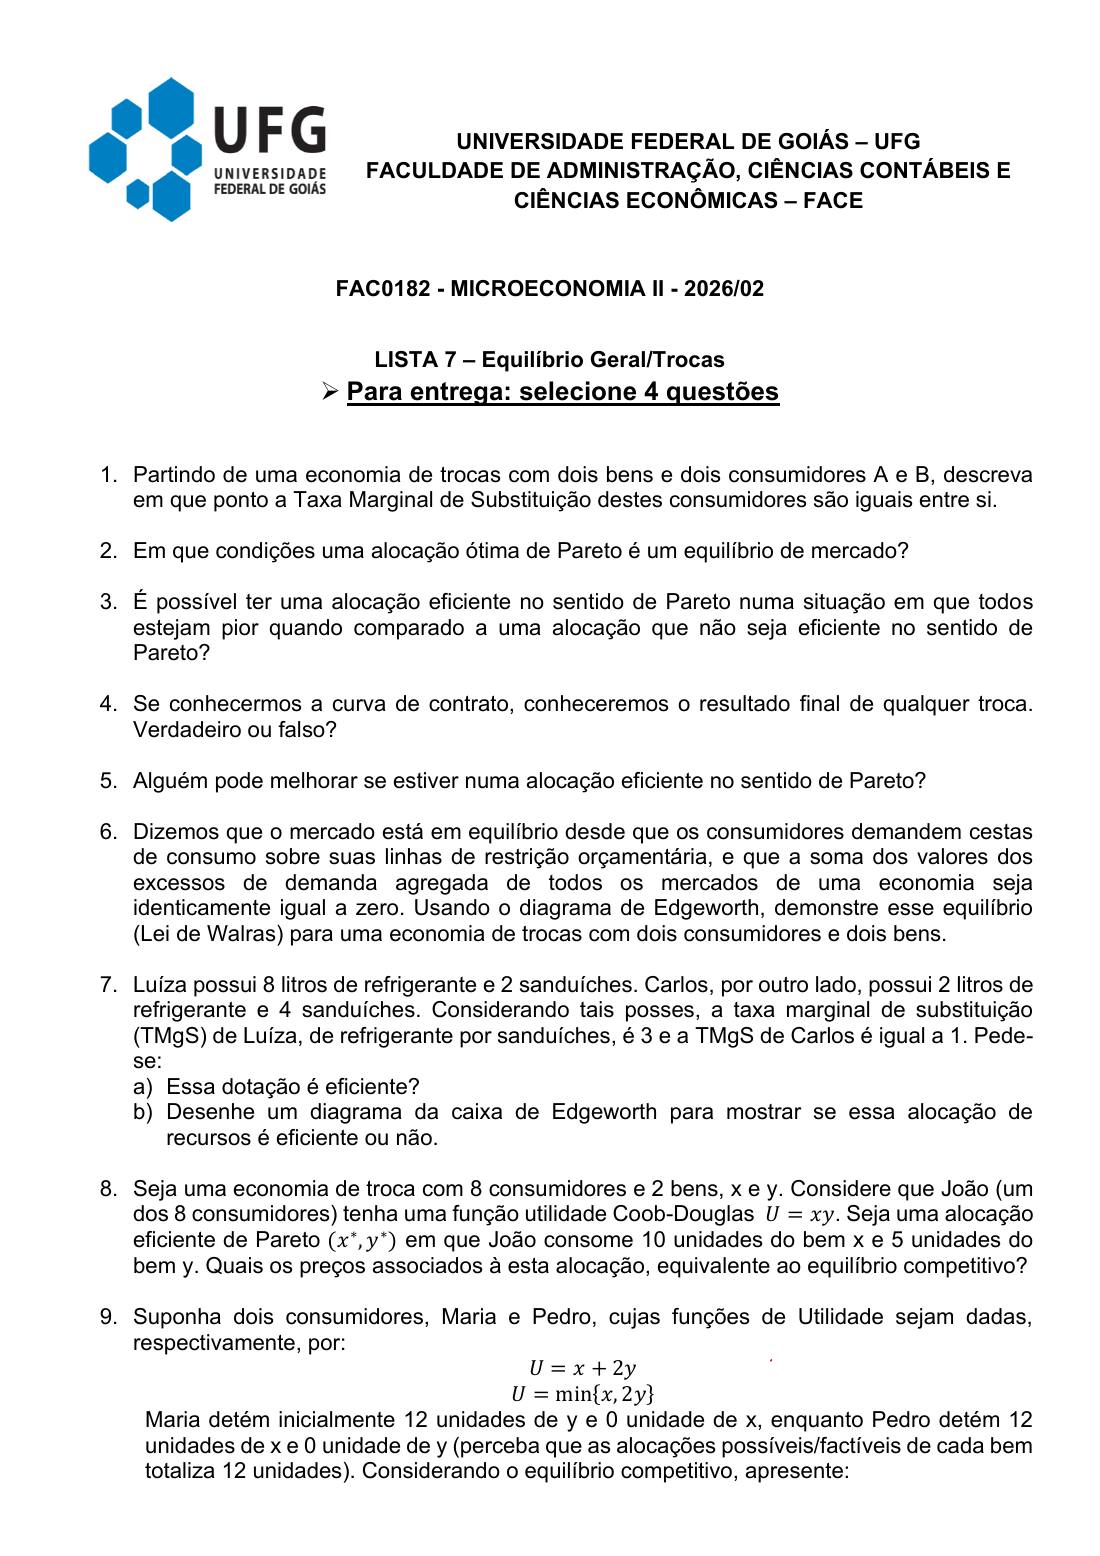 UFG
UNIVERSIDADE
FEDERAL DE GOIÁS
UNIVERSIDADE FEDERAL DE GOIÁS – UFG
FACULDADE DE ADMINISTRAÇÃO, CIÊNCIAS CONTÁBEIS E
CIÊNCIAS ECONÔMICAS – FACE
FAC0182 - MICROECONOMIA II - 2026/02
LISTA 7 – Equilíbrio Geral/Trocas
➢ Para entrega: selecione 4 questões
1. Partindo de uma economia de trocas com dois bens e dois consumidores A e B, descreva
em que ponto a Taxa Marginal de Substituição destes consumidores são iguais entre si.
2. Em que condições uma alocação ótima de Pareto é um equilíbrio de mercado?
3. É possível ter uma alocação eficiente no sentido de Pareto numa situação em que todos
estejam pior quando comparado a uma alocação que não seja eficiente no sentido de
Pareto?
4. Se conhecermos a curva de contrato, conheceremos o resultado final de qualquer troca.
Verdadeiro ou falso?
5. Alguém pode melhorar se estiver numa alocação eficiente no sentido de Pareto?
6. Dizemos que o mercado está em equilíbrio desde que os consumidores demandem cestas
de consumo sobre suas linhas de restrição orçamentária, e que a soma dos valores dos
excessos de demanda agregada de todos os mercados de uma economia seja
identicamente igual a zero. Usando o diagrama de Edgeworth, demonstre esse equilíbrio
(Lei de Walras) para uma economia de trocas com dois consumidores e dois bens.
7. Luíza possui 8 litros de refrigerante e 2 sanduíches. Carlos, por outro lado, possui 2 litros de
refrigerante e 4 sanduíches. Considerando tais posses, a taxa marginal de substituição
(TMgS) de Luíza, de refrigerante por sanduíches, é 3 e a TMgS de Carlos é igual a 1. Pede-
se:
a) Essa dotação é eficiente?
b) Desenhe um diagrama da caixa de Edgeworth para mostrar se essa alocação de
recursos é eficiente ou não.
8. Seja uma economia de troca com 8 consumidores e 2 bens, x e y. Considere que João (um
dos 8 consumidores) tenha uma função utilidade Coob-Douglas U = xy. Seja uma alocação
eficiente de Pareto (x*, y*) em que João consome 10 unidades do bem x e 5 unidades do
bem y. Quais os preços associados à esta alocação, equivalente ao equilíbrio competitivo?
9. Suponha dois consumidores, Maria e Pedro, cujas funções de Utilidade sejam dadas,
respectivamente, por:
U = x + 2y
U = min{x, 2y}
Maria detém inicialmente 12 unidades de y e 0 unidade de x, enquanto Pedro detém 12
unidades de x e 0 unidade de y (perceba que as alocações possíveis/factíveis de cada bem
totaliza 12 unidades). Considerando o equilíbrio competitivo, apresente: